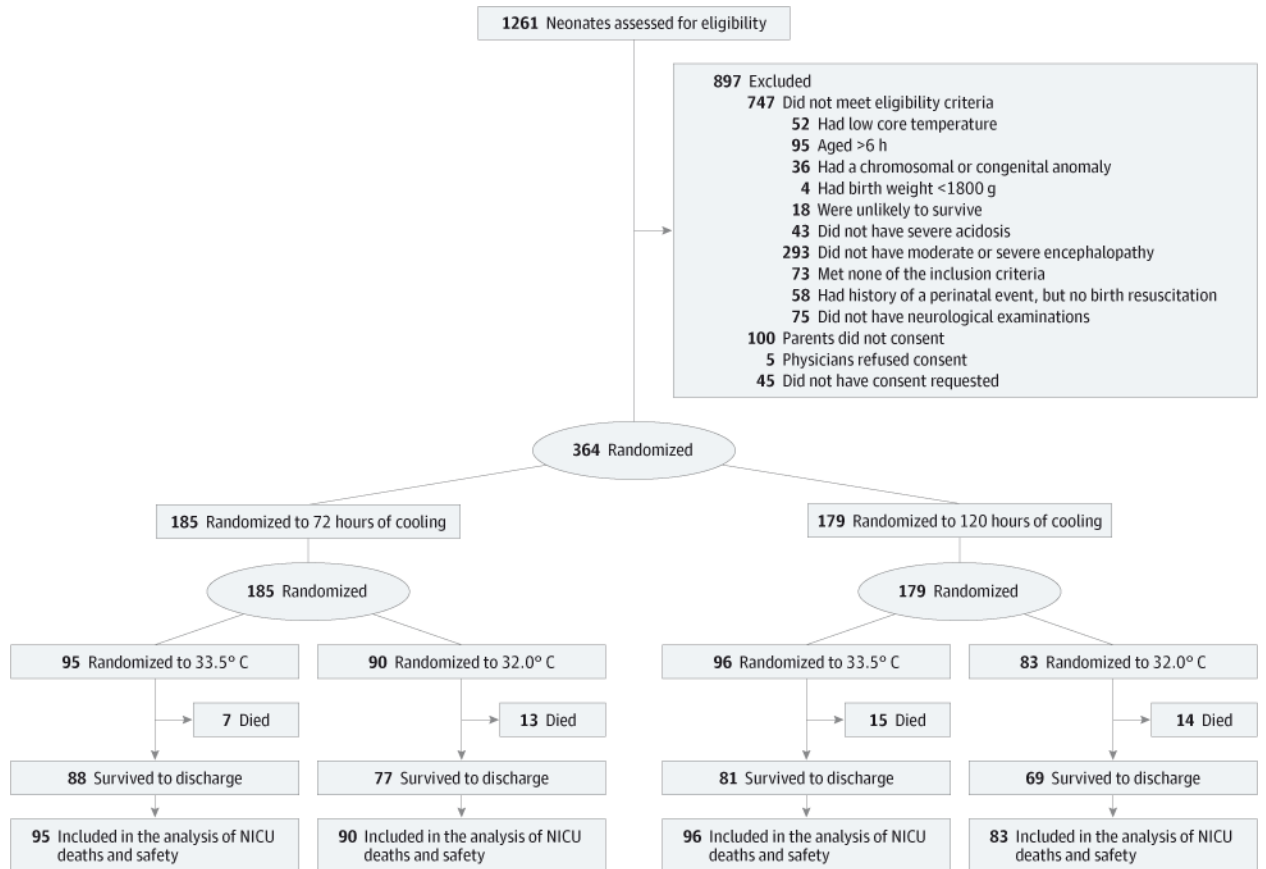 1261 Neonates assessed for eligibility
897 Excluded
747 Did not meet eligibility criteria
52 Had low core temperature
95 Aged >6 h
36 Had a chromosomal or congenital anomaly
4 Had birth weight <1800 g
18 Were unlikely to survive
43 Did not have severe acidosis
293 Did not have moderate or severe encephalopathy
73 Met none of the inclusion criteria
58 Had history of a perinatal event, but no birth resuscitation
75 Did not have neurological examinations
100 Parents did not consent
5 Physicians refused consent
45 Did not have consent requested
364 Randomized
185 Randomized to 72 hours of cooling
179 Randomized to 120 hours of cooling
185 Randomized
179 Randomized
95 Randomized to 33.5° C
90 Randomized to 32.0° C
96 Randomized to 33.5° C
83 Randomized to 32.0° C
7 Died
13 Died
15 Died
14 Died
88 Survived to discharge
77 Survived to discharge
81 Survived to discharge
69 Survived to discharge
95 Included in the analysis of NICU
deaths and safety
90 Included in the analysis of NICU
deaths and safety
96 Included in the analysis of NICU
deaths and safety
83 Included in the analysis of NICU
deaths and safety